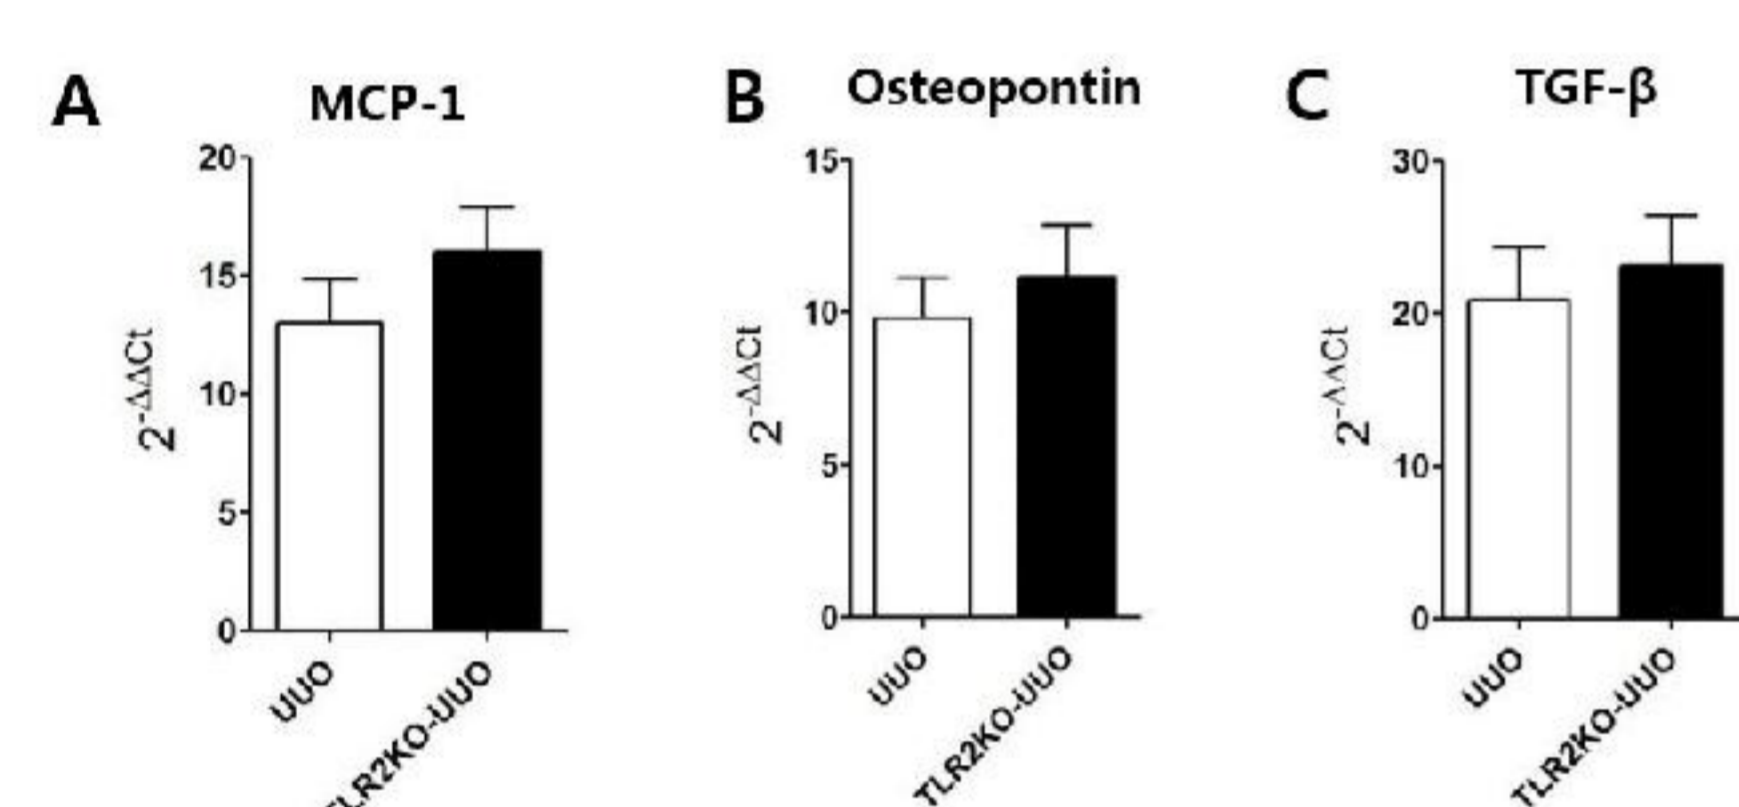 A MCP-1
20
15
10
5
0
2-ΔΔCt
UUO
TLR2KO-UUO
B Osteopontin
15
10
5
0
2-ΔΔCt
UUO
TLR2KO-UUO
C TGF-β
30
20
10
0
2-ΔΔCt
UUO
TLR2KO-UUO